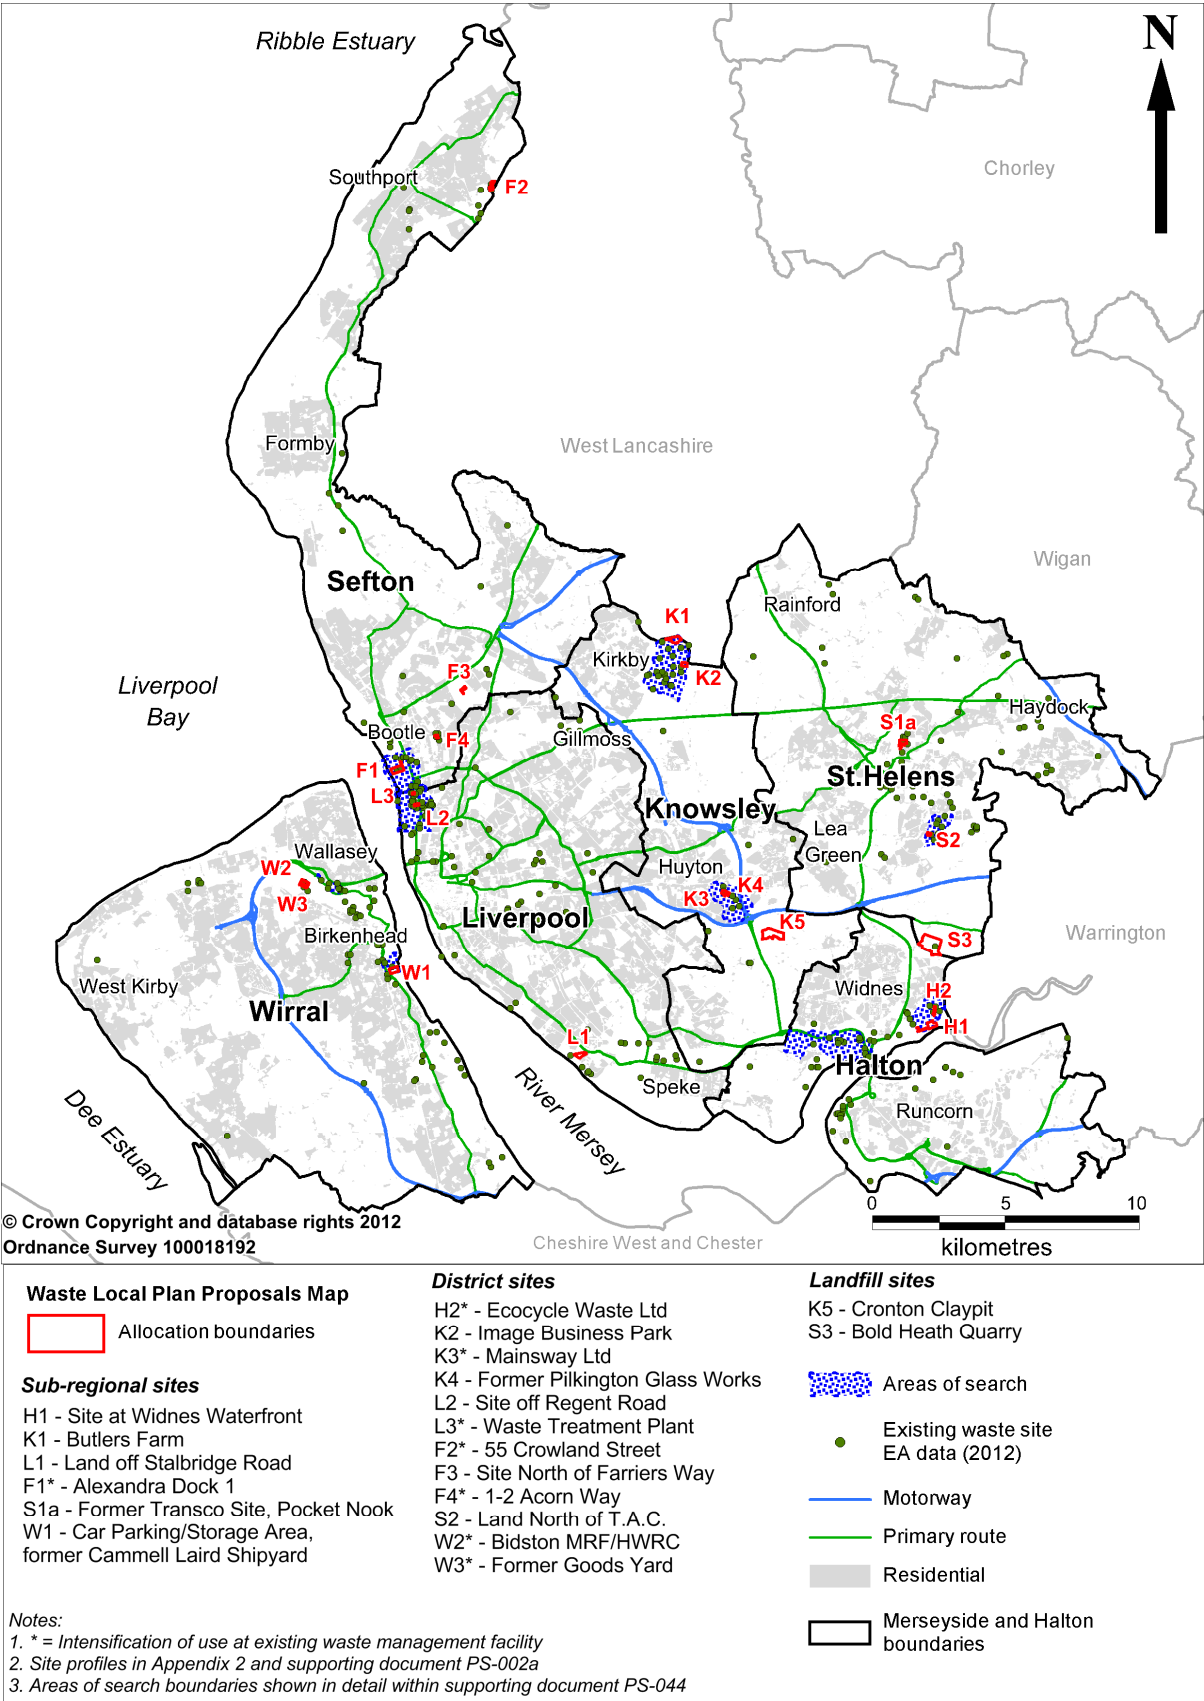 Ribble Estuary
N
Chorley
Southport
F2
West Lancashire
Formby
Wigan
Sefton
Rainford
K1
Kirkby
K2
F3
Liverpool
Bay
Haydock
S1a
Bootle
F4
Gillmoss
F1
St.Helens
L3
Knowsley
L2
Lea
Green
S2
Wallasey
W2
Huyton
K4
K3
W3
Liverpool
K5
Birkenhead
S3
Warrington
W1
West Kirby
Widnes
H2
Wirral
H1
L1
Halton
Speke
River Mersey
Dee Estuary
Runcorn
0 5 10
kilometres
© Crown Copyright and database rights 2012
Ordnance Survey 100018192
Cheshire West and Chester
Waste Local Plan Proposals Map
Allocation boundaries
Sub-regional sites
H1 - Site at Widnes Waterfront
K1 - Butlers Farm
L1 - Land off Stalbridge Road
F1* - Alexandra Dock 1
S1a - Former Transco Site, Pocket Nook
W1 - Car Parking/Storage Area,
former Cammell Laird Shipyard
District sites
H2* - Ecocycle Waste Ltd
K2 - Image Business Park
K3* - Mainsway Ltd
K4 - Former Pilkington Glass Works
L2 - Site off Regent Road
L3* - Waste Treatment Plant
F2* - 55 Crowland Street
F3 - Site North of Farriers Way
F4* - 1-2 Acorn Way
S2 - Land North of T.A.C.
W2* - Bidston MRF/HWRC
W3* - Former Goods Yard
Landfill sites
K5 - Cronton Claypit
S3 - Bold Heath Quarry
Areas of search
Existing waste site
EA data (2012)
Motorway
Primary route
Residential
Merseyside and Halton
boundaries
Notes:
1. * = Intensification of use at existing waste management facility
2. Site profiles in Appendix 2 and supporting document PS-002a
3. Areas of search boundaries shown in detail within supporting document PS-044